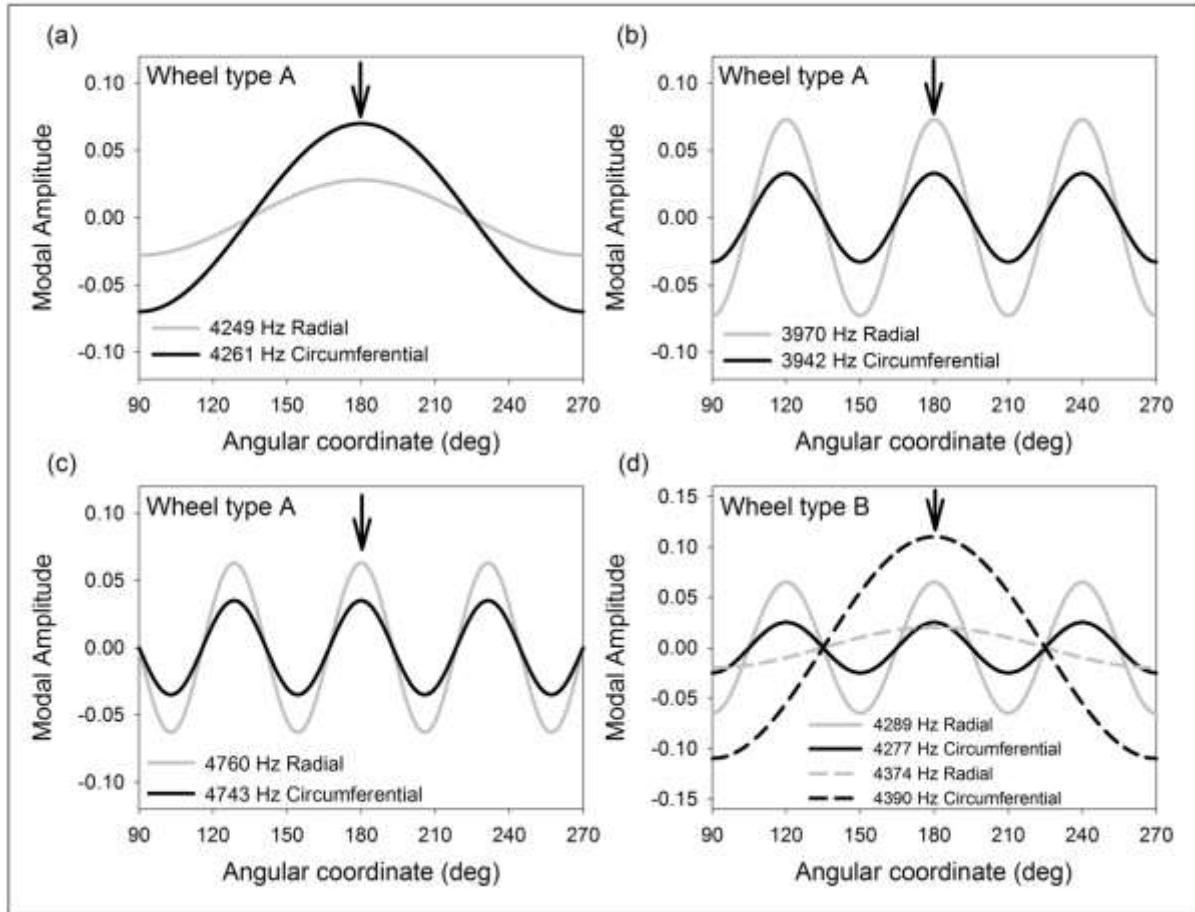 (a)
Wheel type A
Modal Amplitude
0.10
0.05
0.00
-0.05
-0.10
4249 Hz Radial
4261 Hz Circumferential
90 120 150 180 210 240 270
Angular coordinate (deg)
(b)
Wheel type A
Modal Amplitude
0.10
0.05
0.00
-0.05
-0.10
3970 Hz Radial
3942 Hz Circumferential
90 120 150 180 210 240 270
Angular coordinate (deg)
(c)
Wheel type A
Modal Amplitude
0.10
0.05
0.00
-0.05
-0.10
4760 Hz Radial
4743 Hz Circumferential
90 120 150 180 210 240 270
Angular coordinate (deg)
(d)
Wheel type B
Modal Amplitude
0.15
0.10
0.05
0.00
-0.05
-0.10
-0.15
4289 Hz Radial
4277 Hz Circumferential
4374 Hz Radial
4390 Hz Circumferential
90 120 150 180 210 240 270
Angular coordinate (deg)